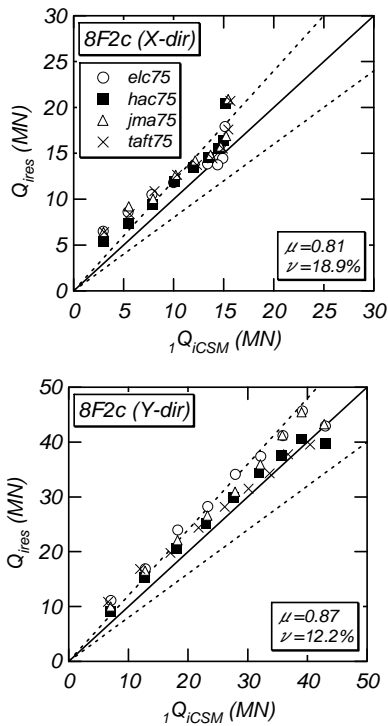 8F2c (X-dir)
elc75
hac75
jma75
taft75
30
25
20
15
10
5
0
Qires (MN)
μ=0.81
ν=18.9%
0 5 10 15 20 25 30
1QiCSM (MN)
8F2c (Y-dir)
50
40
30
20
10
0
Qires (MN)
μ=0.87
ν=12.2%
0 10 20 30 40 50
1QiCSM (MN)